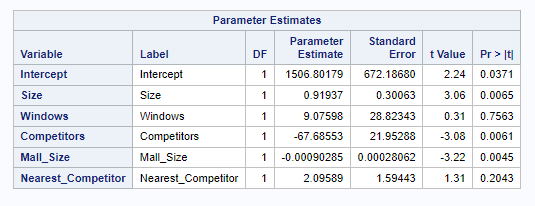 Parameter Estimates
Variable Label DF Parameter Estimate Standard Error t Value Pr > |t|
Intercept Intercept 1 1506.80179 672.18680 2.24 0.0371
Size Size 1 0.91937 0.30063 3.06 0.0065
Windows Windows 1 9.07598 28.82343 0.31 0.7563
Competitors Competitors 1 -67.68553 21.95288 -3.08 0.0061
Mall_Size Mall_Size 1 -0.00090285 0.00028062 -3.22 0.0045
Nearest_Competitor Nearest_Competitor 1 2.09589 1.59443 1.31 0.2043